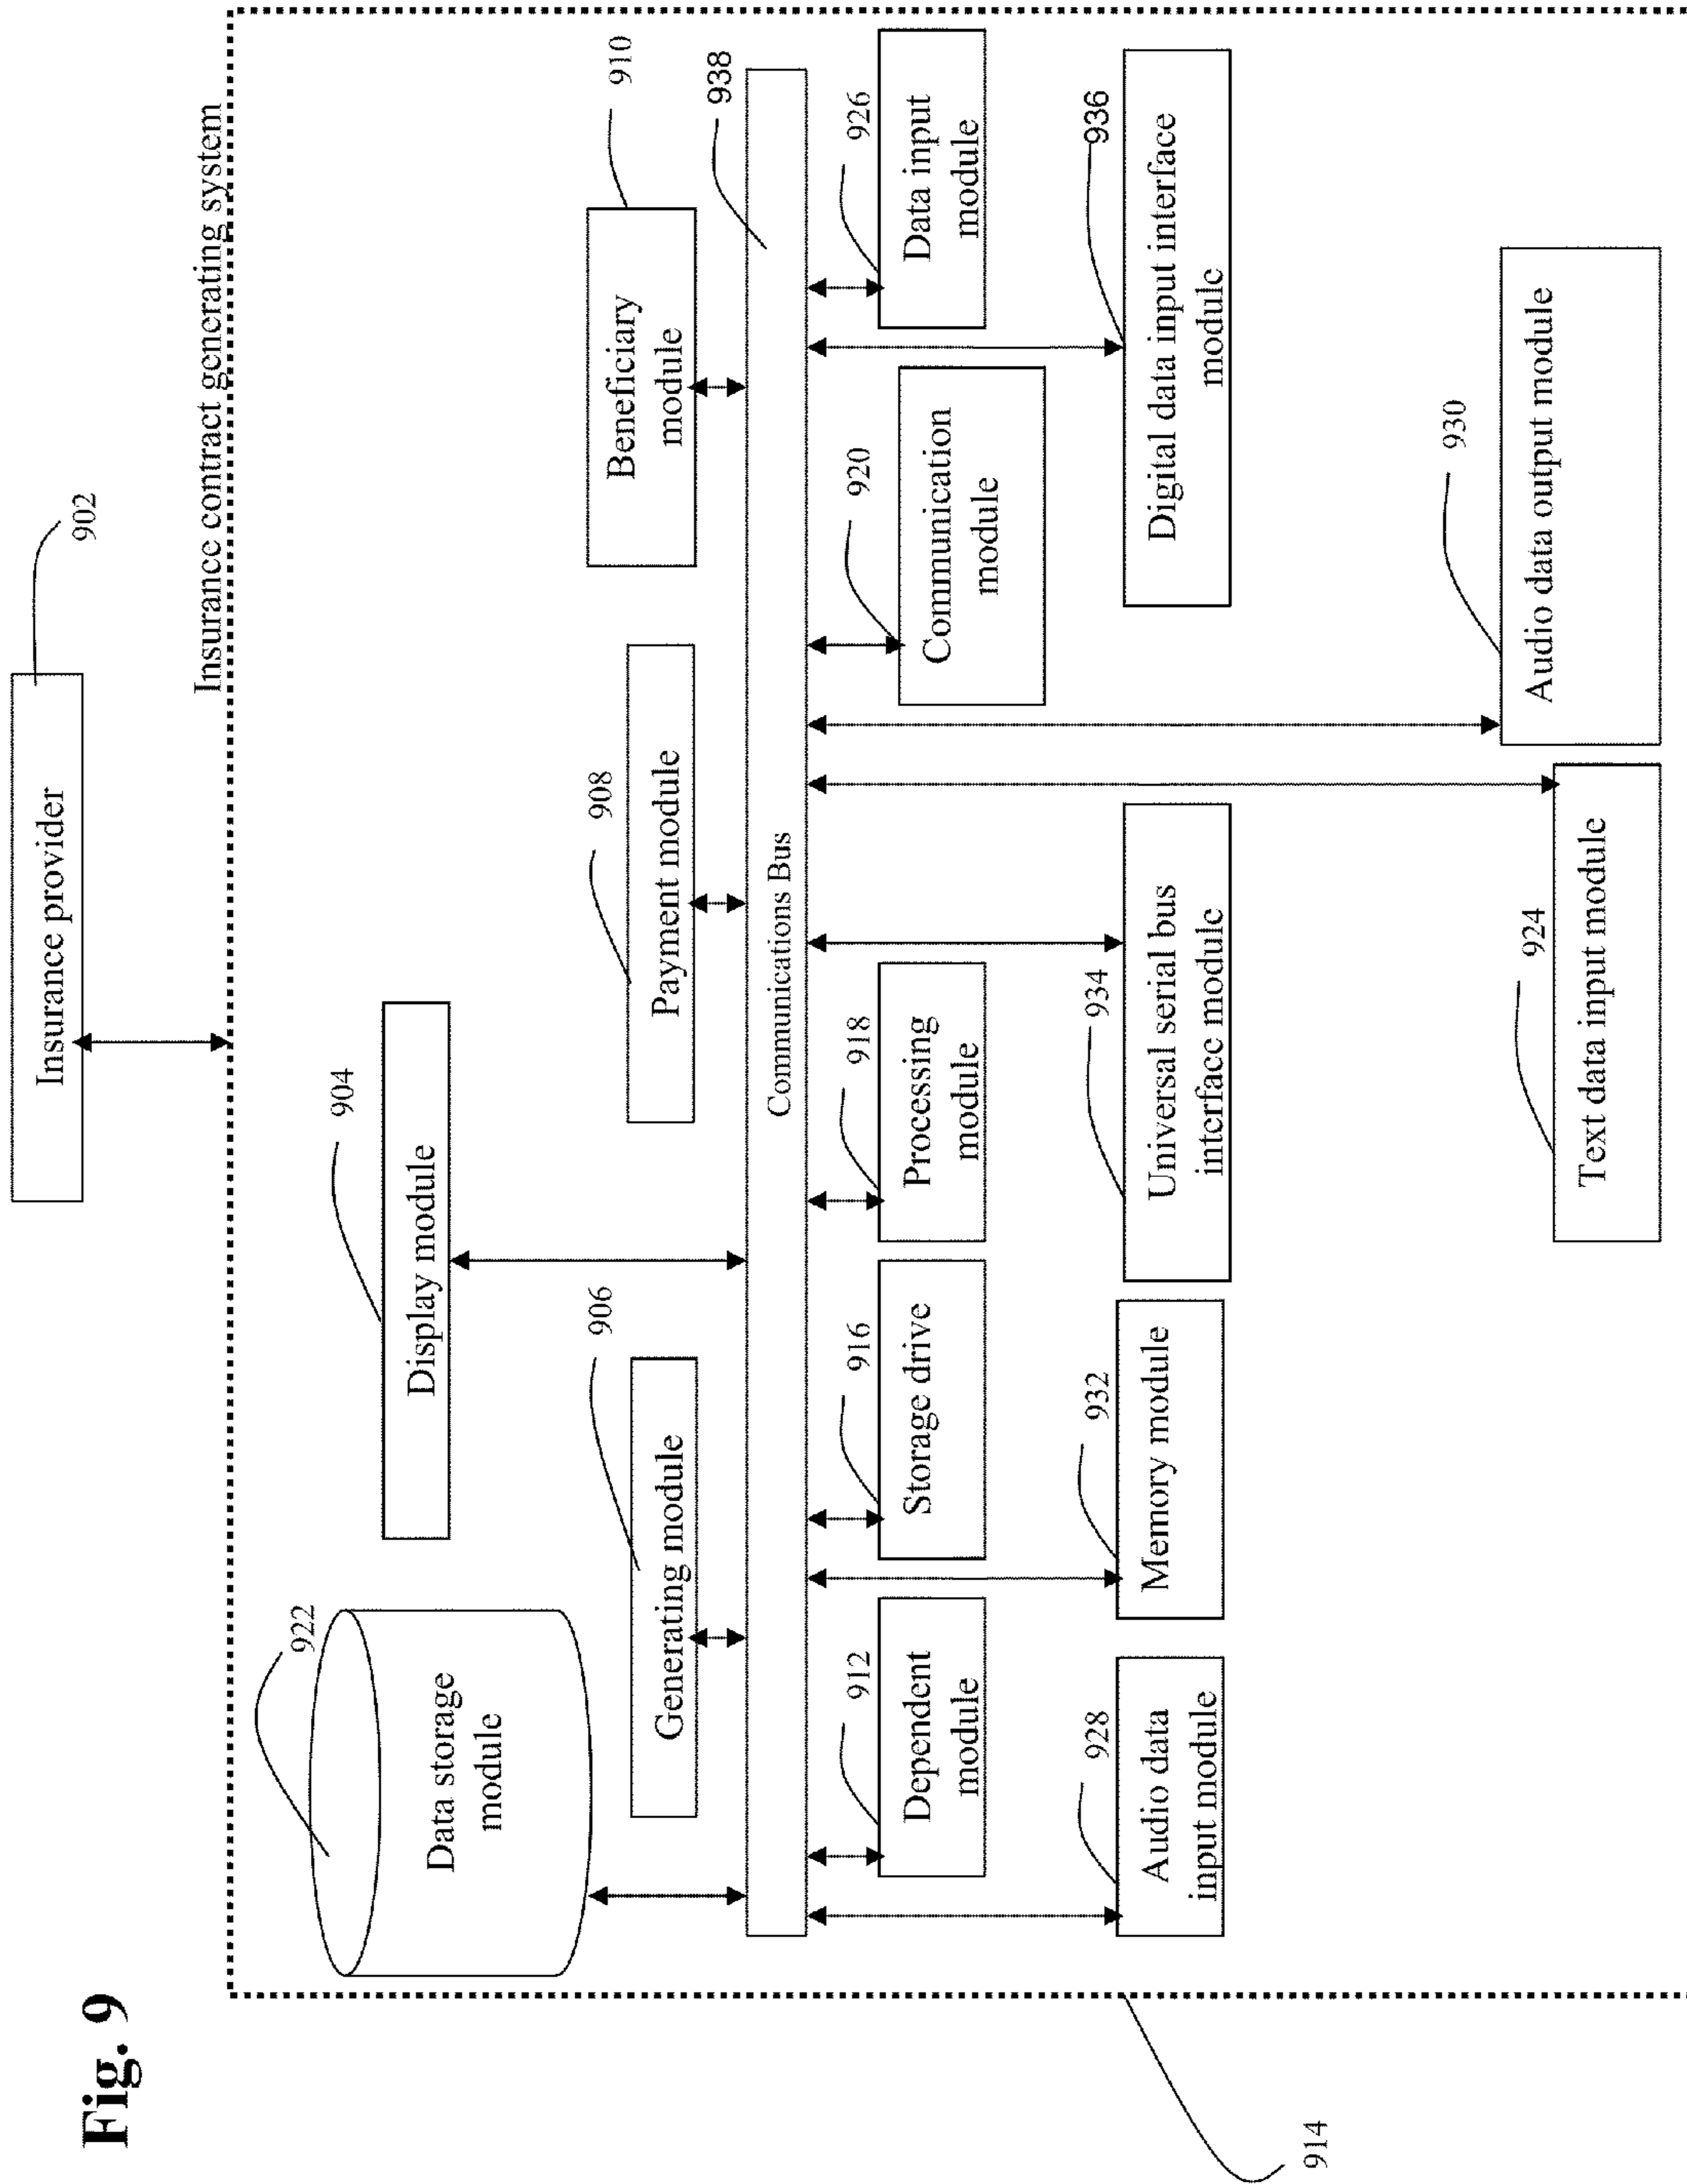 Fig. 9
Insurance provider
902
Insurance contract generating system
922
Data storage
module
904
Display module
906
Generating module
908
Payment module
910
Beneficiary
module
938
Communications Bus
912
Dependent
module
916
Storage drive
918
Processing
module
920
Communication
module
926
Data input
module
928
Audio data
input module
932
Memory module
934
Universal serial bus
interface module
936
Digital data input interface
module
924
Text data input module
930
Audio data output module
914